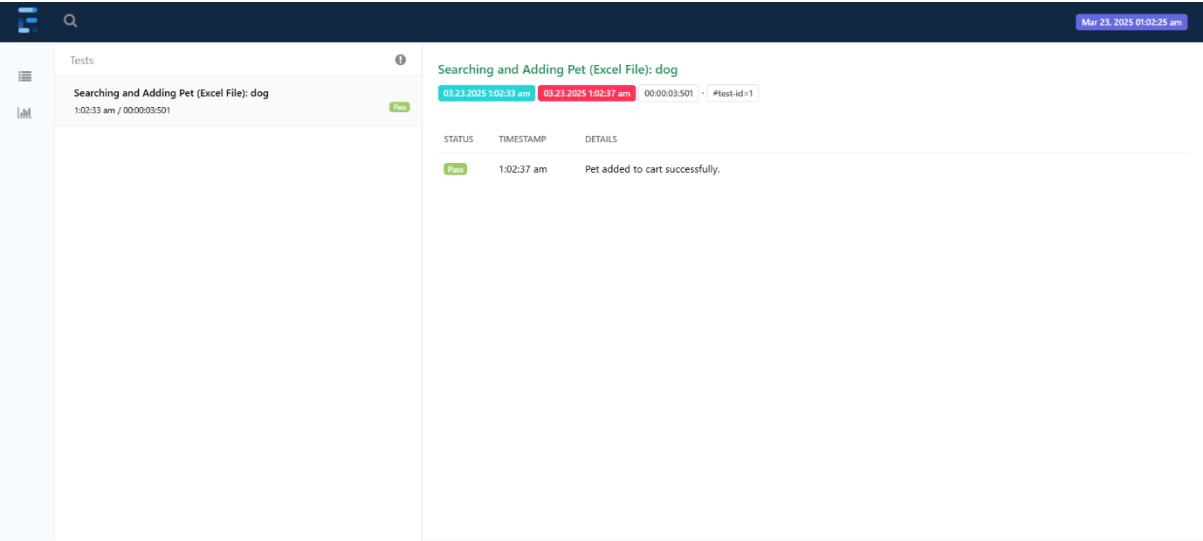 Mar 23, 2025 01:02:25 am
Tests
Searching and Adding Pet (Excel File): dog
1:02:33 am / 00:00:03:501
Pass
Searching and Adding Pet (Excel File): dog
03.23.2025 1:02:33 am 03.23.2025 1:02:37 am 00:00:03:501 · #test-id=1
STATUS TIMESTAMP DETAILS
Pass 1:02:37 am Pet added to cart successfully.